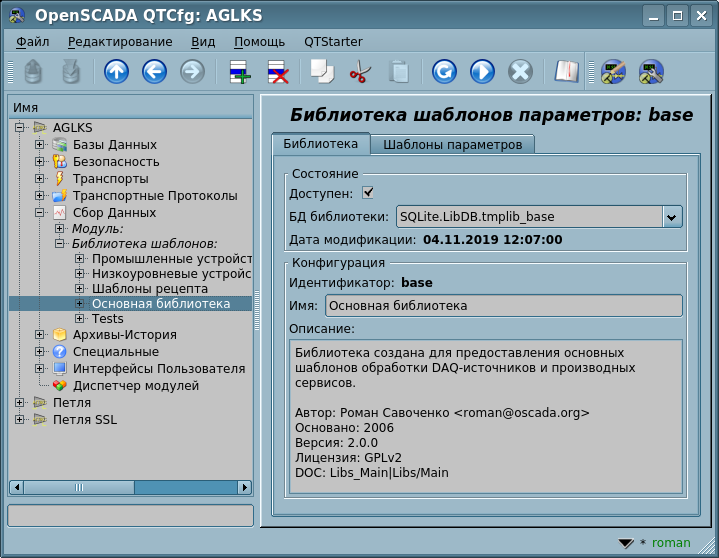 OpenSCADA QTCfg: AGLKS
Файл Редактирование Вид Помощь QTStarter
Имя
AGLKS
Базы Данных
Безопасность
Транспорты
Транспортные Протоколы
Сбор Данных
Модуль:
Библиотека шаблонов:
Промышленные устройст
Низкоуровневые устройс
Шаблоны рецепта
Основная библиотека
Tests
Архивы-История
Специальные
Интерфейсы Пользователя
Диспетчер модулей
Петля
Петля SSL
Библиотека шаблонов параметров: base
Библиотека Шаблоны параметров
Состояние
Доступен:
БД библиотеки: SQLite.LibDB.tmplib_base
Дата модификации: 04.11.2019 12:07:00
Конфигурация
Идентификатор: base
Имя: Основная библиотека
Описание:
Библиотека создана для предоставления основных
шаблонов обработки DAQ-источников и производных
сервисов.
Автор: Роман Савоченко <roman@oscada.org>
Основано: 2006
Версия: 2.0.0
Лицензия: GPLv2
DOC: Libs_Main|Libs/Main
* roman